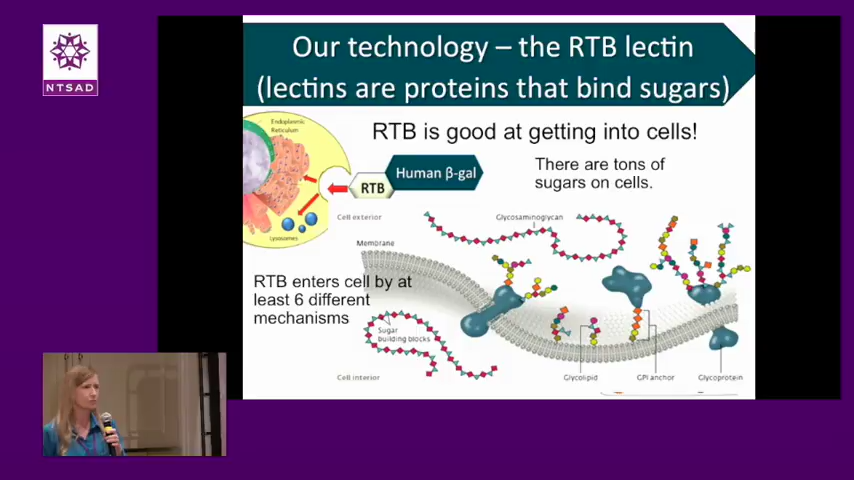 NTSAD
Our technology – the RTB lectin
(lectins are proteins that bind sugars)
RTB is good at getting into cells!
Endoplasmic
Reticulum
Lysosomes
RTB
Human β-gal
There are tons of
sugars on cells.
Cell exterior
Glycosaminoglycan
Membrane
RTB enters cell by at
least 6 different
mechanisms
Sugar
building blocks
Cell interior
Glycolipid
GPI anchor
Glycoprotein